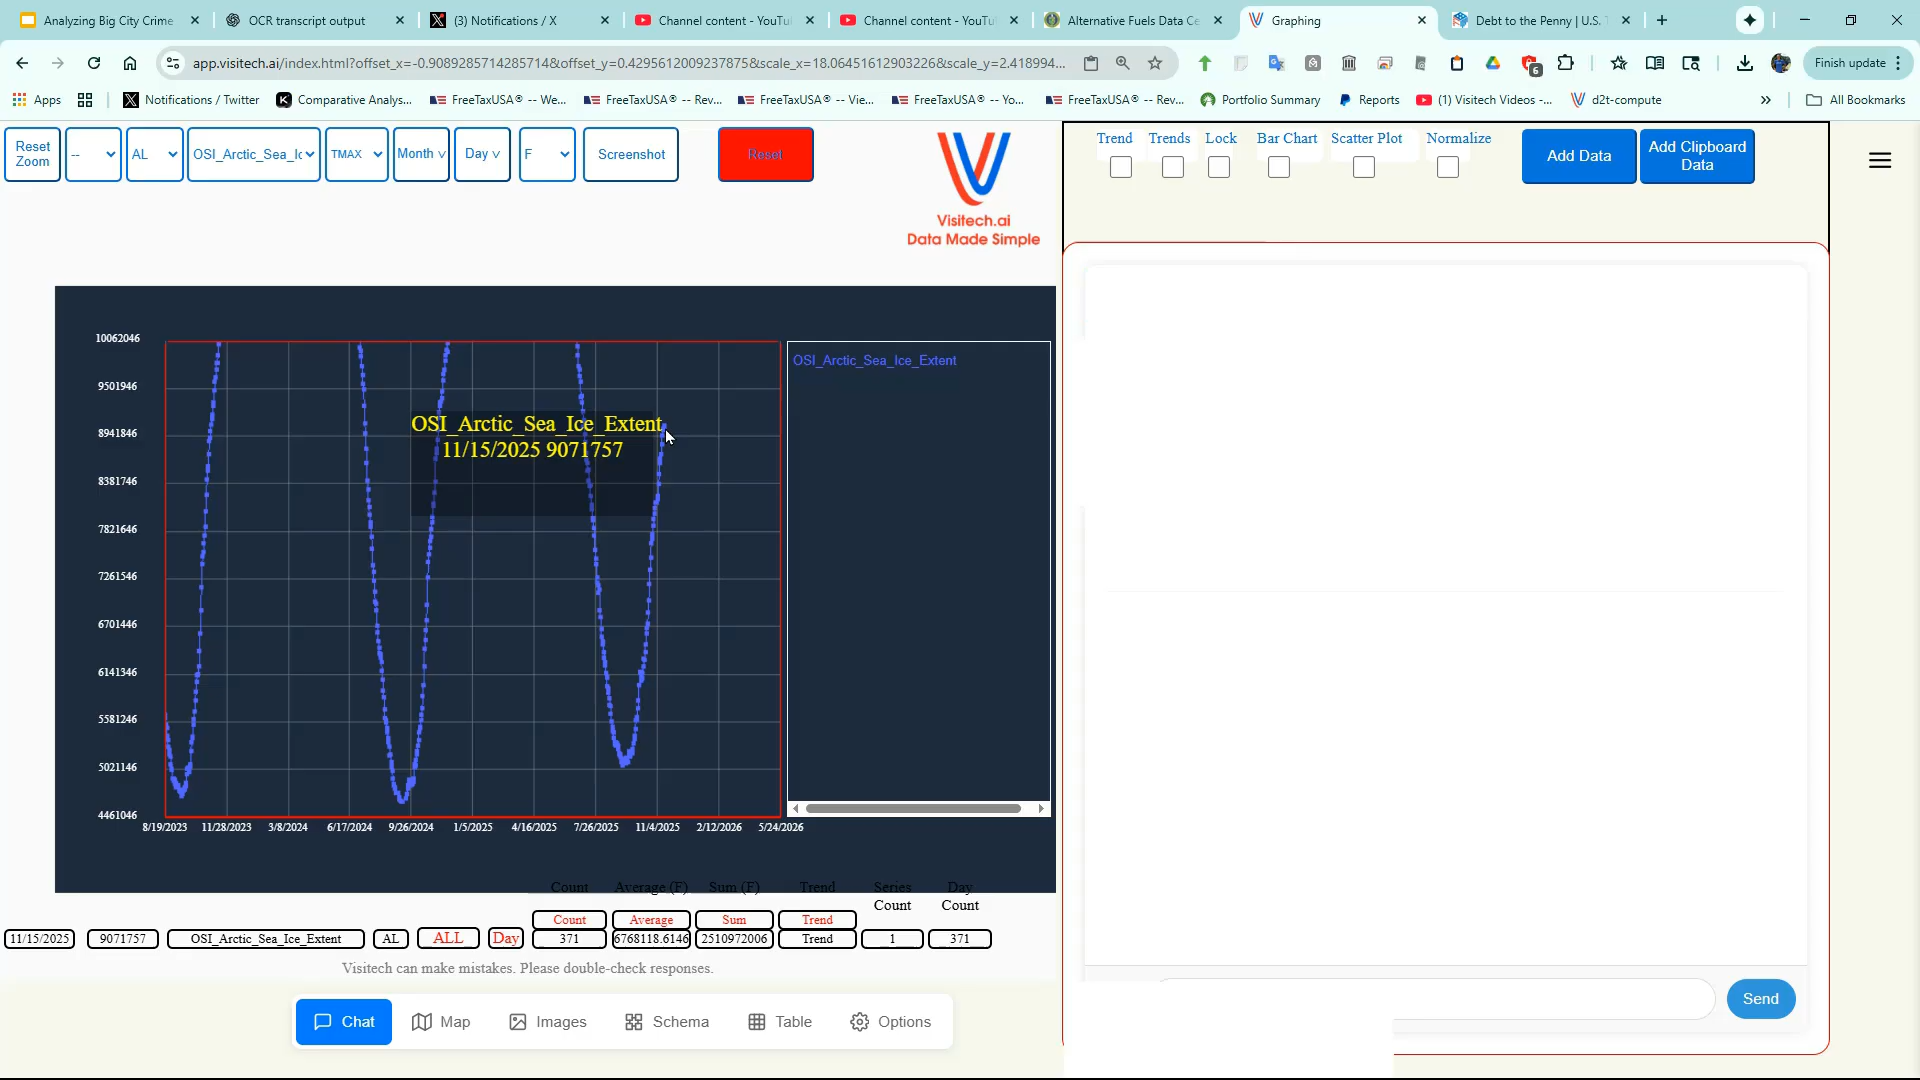 Analyzing Big City Crime
OCR transcript output
(3) Notifications / X
Channel content - YouTu
Channel content - YouTu
Alternative Fuels Data Ce
Graphing
Debt to the Penny | U.S. T
app.visitech.ai/index.html?offset_x=-0.9089285714285714&offset_y=0.4295612009237875&scale_x=18.06451612903226&scale_y=2.418994...
6
Finish update
Apps
Notifications / Twitter
Comparative Analys...
FreeTaxUSA® -- We...
FreeTaxUSA® -- Rev...
FreeTaxUSA® -- Vie...
FreeTaxUSA® -- Yo...
FreeTaxUSA® -- Rev...
Portfolio Summary
Reports
(1) Visitech Videos -...
d2t-compute
»
All Bookmarks
Reset Zoom
--
AL
OSI_Arctic_Sea_Ic
TMAX
Month v
Day v
F
Screenshot
Reset
Visitech.ai
Data Made Simple
Trend
Trends
Lock
Bar Chart
Scatter Plot
Normalize
Add Data
Add Clipboard Data
10062046
9501946
8941846
8381746
7821646
7261546
6701446
6141346
5581246
5021146
4461046
OSI_Arctic_Sea_Ice_Extent
11/15/2025 9071757
OSI_Arctic_Sea_Ice_Extent
8/19/2023
11/28/2023
3/8/2024
6/17/2024
9/26/2024
1/5/2025
4/16/2025
7/26/2025
11/4/2025
2/12/2026
5/24/2026
Count
Average (F)
Sum (F)
Trend
Series Count
Day Count
Count
Average
Sum
Trend
11/15/2025
9071757
OSI_Arctic_Sea_Ice_Extent
AL
ALL
Day
371
6768118.6146
2510972006
Trend
1
371
Visitech can make mistakes. Please double-check responses.
Chat
Map
Images
Schema
Table
Options
Send